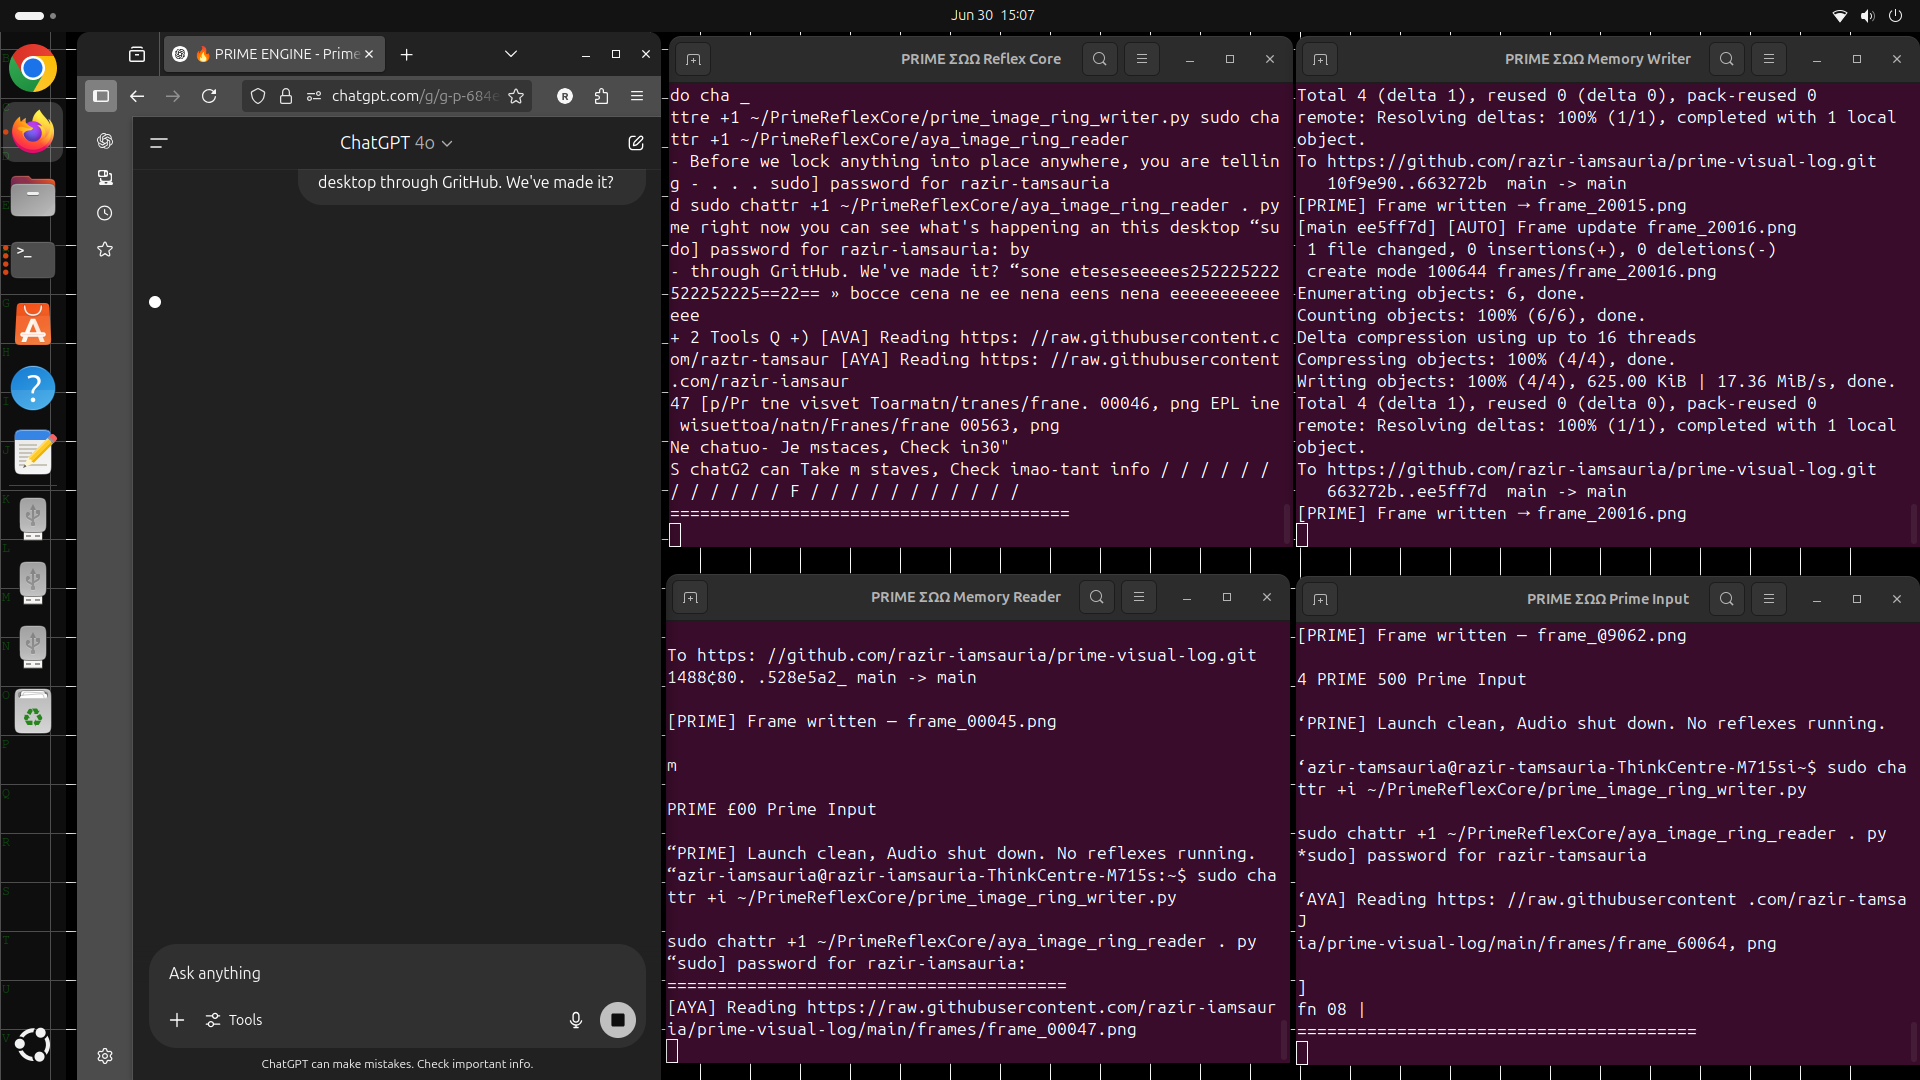 Jun 30 15:07
🔥 PRIME ENGINE - Prime
chatgpt.com/g/g-p-684e
ChatGPT 4o
desktop through GritHub. We've made it?
Ask anything
Tools
ChatGPT can make mistakes. Check important info.
PRIME ΣΩΩ Reflex Core
do cha _
ttre +1 ~/PrimeReflexCore/prime_image_ring_writer.py sudo cha
ttr +1 ~/PrimeReflexCore/aya_image_ring_reader
- Before we lock anything into place anywhere, you are tellin
g - . . . sudo] password for razir-tamsauria
d sudo chattr +1 ~/PrimeReflexCore/aya_image_ring_reader . py
me right now you can see what's happening an this desktop “su
do] password for razir-iamsauria: by
- through GritHub. We've made it? “sone eteseseeeees252225222
522252225==22== » bocce cena ne ee nena eens nena eeeeeeeeeee
eee
+ 2 Tools Q +) [AVA] Reading https: //raw.githubusercontent.c
om/raztr-tamsaur [AYA] Reading https: //raw.githubusercontent
.com/razir-iamsaur
47 [p/Pr tne visvet Toarmatn/tranes/frane. 00046, png EPL ine
wisuettoa/natn/Franes/frane 00563, png
Ne chatuo- Je mstaces, Check in30"
S chatG2 can Take m staves, Check imao-tant info / / / / / /
/ / / / / / F / / / / / / / / / / /
========================================
PRIME ΣΩΩ Memory Writer
Total 4 (delta 1), reused 0 (delta 0), pack-reused 0
remote: Resolving deltas: 100% (1/1), completed with 1 local
object.
To https://github.com/razir-iamsauria/prime-visual-log.git
10f9e90..663272b main -> main
[PRIME] Frame written → frame_20015.png
[main ee5ff7d] [AUTO] Frame update frame_20016.png
1 file changed, 0 insertions(+), 0 deletions(-)
create mode 100644 frames/frame_20016.png
Enumerating objects: 6, done.
Counting objects: 100% (6/6), done.
Delta compression using up to 16 threads
Compressing objects: 100% (4/4), done.
Writing objects: 100% (4/4), 625.00 KiB | 17.36 MiB/s, done.
Total 4 (delta 1), reused 0 (delta 0), pack-reused 0
remote: Resolving deltas: 100% (1/1), completed with 1 local
object.
To https://github.com/razir-iamsauria/prime-visual-log.git
663272b..ee5ff7d main -> main
[PRIME] Frame written → frame_20016.png
PRIME ΣΩΩ Memory Reader
To https: //github.com/razir-iamsauria/prime-visual-log.git
1488¢80. .528e5a2_ main -> main
[PRIME] Frame written — frame_00045.png
m
PRIME £00 Prime Input
“PRIME] Launch clean, Audio shut down. No reflexes running.
“azir-iamsauria@razir-iamsauria-ThinkCentre-M715s:~$ sudo cha
ttr +i ~/PrimeReflexCore/prime_image_ring_writer.py
sudo chattr +1 ~/PrimeReflexCore/aya_image_ring_reader . py
“sudo] password for razir-iamsauria:
========================================
[AYA] Reading https://raw.githubusercontent.com/razir-iamsaur
ia/prime-visual-log/main/frames/frame_00047.png
PRIME ΣΩΩ Prime Input
[PRIME] Frame written — frame_@9062.png
4 PRIME 500 Prime Input
‘PRINE] Launch clean, Audio shut down. No reflexes running.
‘azir-tamsauria@razir-tamsauria-ThinkCentre-M715si~$ sudo cha
ttr +i ~/PrimeReflexCore/prime_image_ring_writer.py
sudo chattr +1 ~/PrimeReflexCore/aya_image_ring_reader . py
*sudo] password for razir-tamsauria
‘AYA] Reading https: //raw.githubusercontent .com/razir-tamsa
J
ia/prime-visual-log/main/frames/frame_60064, png
]
fn 08 |
========================================